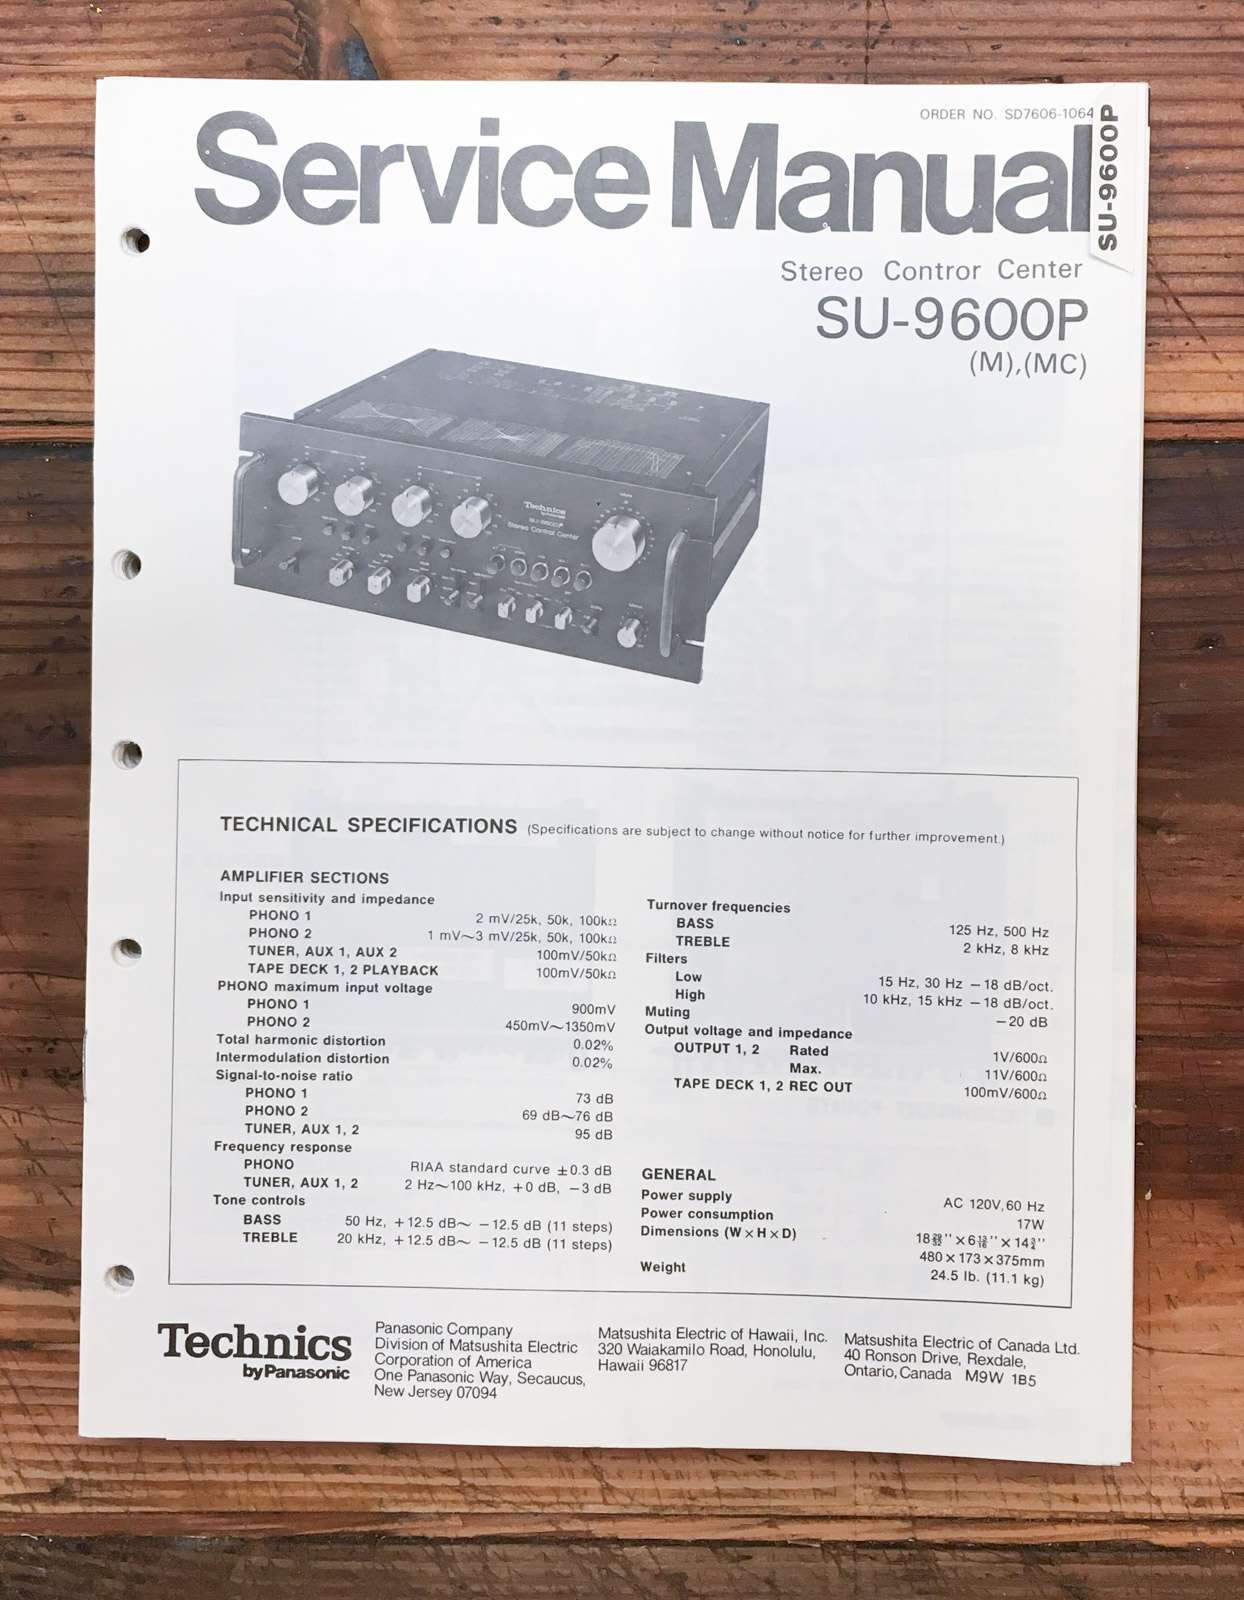 ORDER NO. SD7606-1064
SU-9600P
Service Manual
Stereo Contror Center
SU-9600P
(M),(MC)
Technics
by Panasonic
SU-9600P
Stereo Control Center
TECHNICAL SPECIFICATIONS (Specifications are subject to change without notice for further improvement.)
AMPLIFIER SECTIONS
Input sensitivity and impedance
PHONO 1 2 mV/25k, 50k, 100kΩ
PHONO 2 1 mV～3 mV/25k, 50k, 100kΩ
TUNER, AUX 1, AUX 2 100mV/50kΩ
TAPE DECK 1, 2 PLAYBACK 100mV/50kΩ
PHONO maximum input voltage
PHONO 1 900mV
PHONO 2 450mV～1350mV
Total harmonic distortion 0.02%
Intermodulation distortion 0.02%
Signal-to-noise ratio
PHONO 1 73 dB
PHONO 2 69 dB～76 dB
TUNER, AUX 1, 2 95 dB
Frequency response
PHONO RIAA standard curve ±0.3 dB
TUNER, AUX 1, 2 2 Hz～100 kHz, +0 dB, −3 dB
Tone controls
BASS 50 Hz, +12.5 dB～ −12.5 dB (11 steps)
TREBLE 20 kHz, +12.5 dB～ −12.5 dB (11 steps)
Turnover frequencies
BASS 125 Hz, 500 Hz
TREBLE 2 kHz, 8 kHz
Filters
Low 15 Hz, 30 Hz −18 dB/oct.
High 10 kHz, 15 kHz −18 dB/oct.
Muting −20 dB
Output voltage and impedance
OUTPUT 1, 2 Rated 1V/600Ω
Max. 11V/600Ω
TAPE DECK 1, 2 REC OUT 100mV/600Ω
GENERAL
Power supply AC 120V, 60 Hz
Power consumption 17W
Dimensions (W×H×D) 18 29/32'' × 6 13/16'' × 14 3/4''
480×173×375mm
Weight 24.5 lb. (11.1 kg)
Technics
by Panasonic
Panasonic Company
Division of Matsushita Electric
Corporation of America
One Panasonic Way, Secaucus,
New Jersey 07094
Matsushita Electric of Hawaii, Inc.
320 Waiakamilo Road, Honolulu,
Hawaii 96817
Matsushita Electric of Canada Ltd.
40 Ronson Drive, Rexdale,
Ontario, Canada M9W 1B5